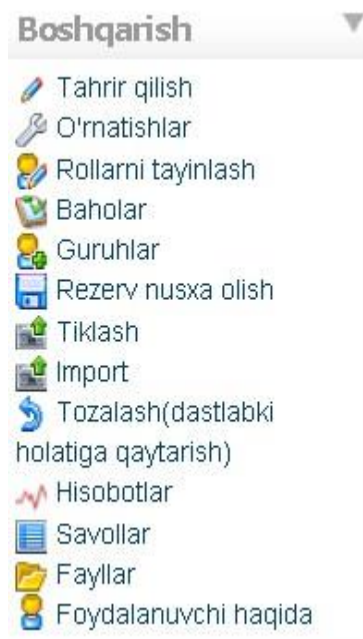 Boshqarish
Tahrir qilish
O'rnatishlar
Rollarni tayinlash
Baholar
Guruhlar
Rezerv nusxa olish
Tiklash
Import
Tozalash(dastlabki
holatiga qaytarish)
Hisobotlar
Savollar
Fayllar
Foydalanuvchi haqida